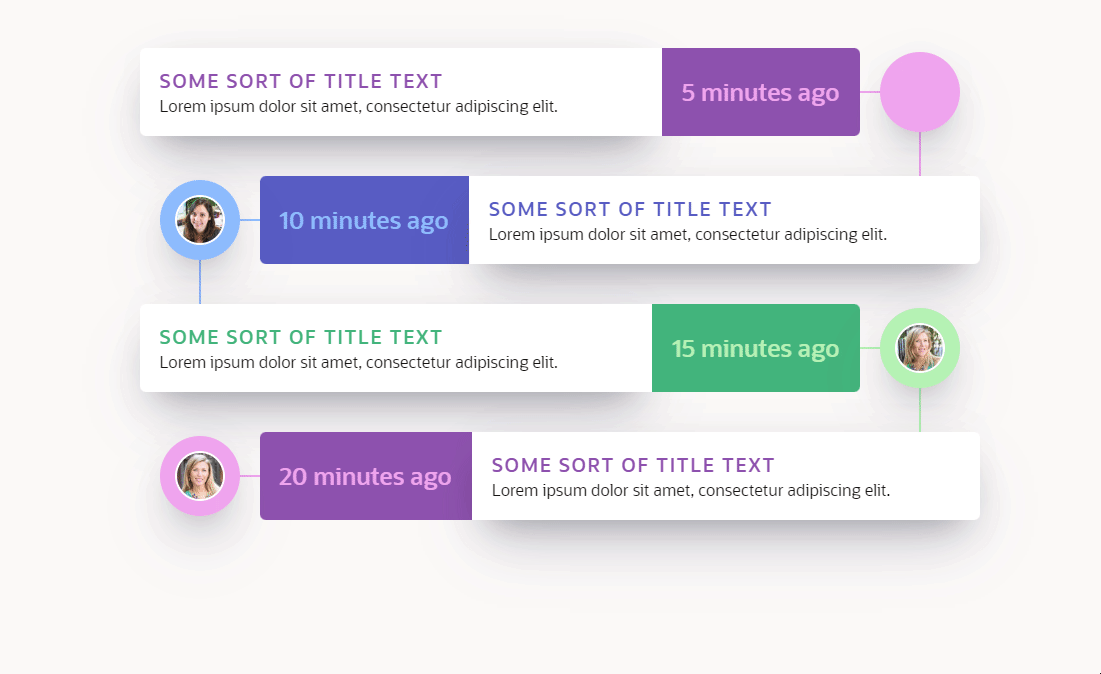 SOME SORT OF TITLE TEXT
Lorem ipsum dolor sit amet, consectetur adipiscing elit.
5 minutes ago
10 minutes ago
SOME SORT OF TITLE TEXT
Lorem ipsum dolor sit amet, consectetur adipiscing elit.
SOME SORT OF TITLE TEXT
Lorem ipsum dolor sit amet, consectetur adipiscing elit.
15 minutes ago
20 minutes ago
SOME SORT OF TITLE TEXT
Lorem ipsum dolor sit amet, consectetur adipiscing elit.